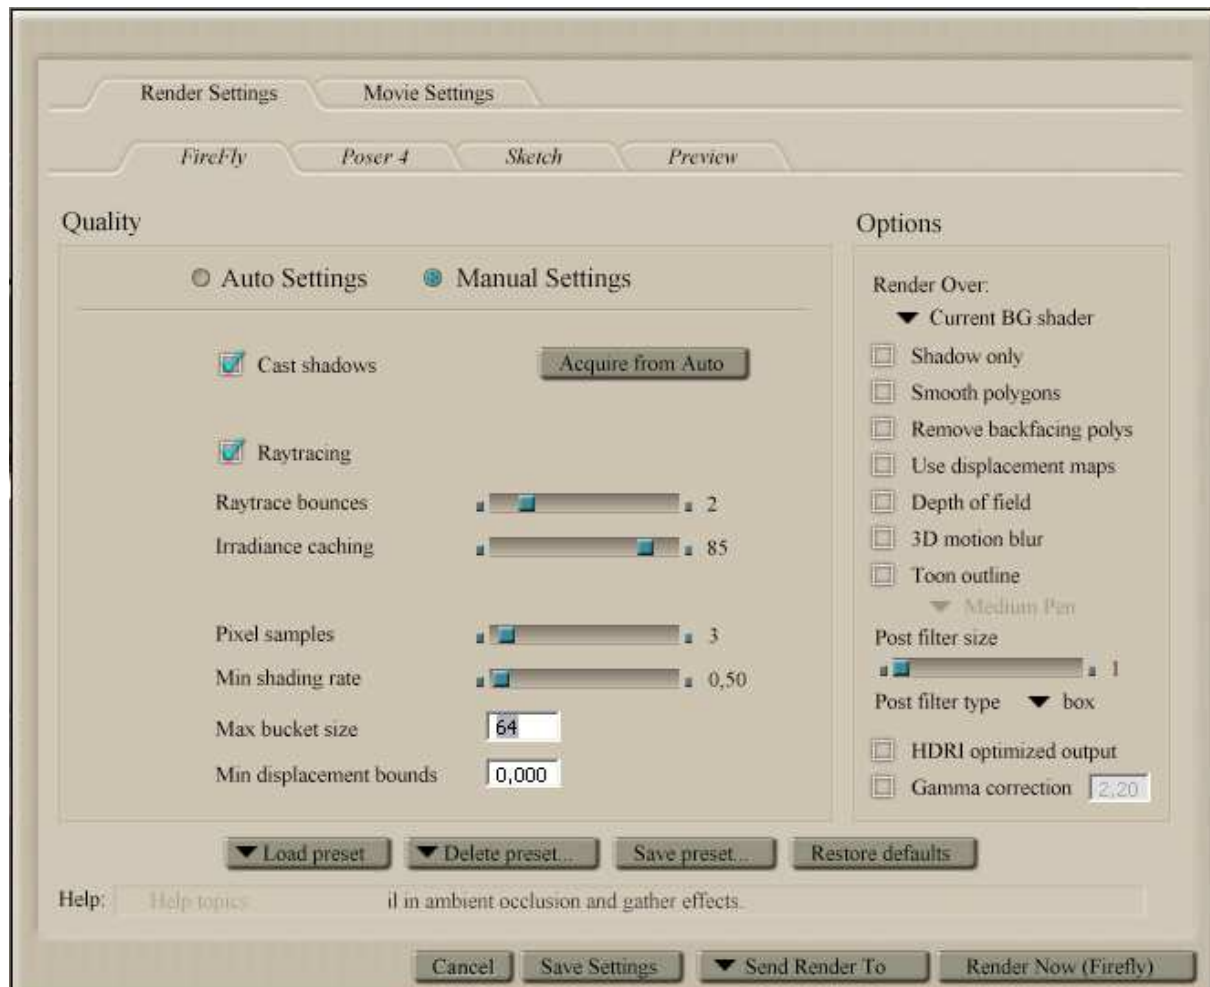 Render Settings Movie Settings
FireFly Poser 4 Sketch Preview
Quality
Auto Settings Manual Settings
Cast shadows Acquire from Auto
Raytracing
Raytrace bounces 2
Irradiance caching 85
Pixel samples 3
Min shading rate 0,50
Max bucket size 64
Min displacement bounds 0,000
Options
Render Over:
Current BG shader
Shadow only
Smooth polygons
Remove backfacing polys
Use displacement maps
Depth of field
3D motion blur
Toon outline
Medium Pen
Post filter size
1
Post filter type box
HDRI optimized output
Gamma correction 2,20
Load preset Delete preset... Save preset... Restore defaults
Help: Help topics il in ambient occlusion and gather effects.
Cancel Save Settings Send Render To Render Now (Firefly)